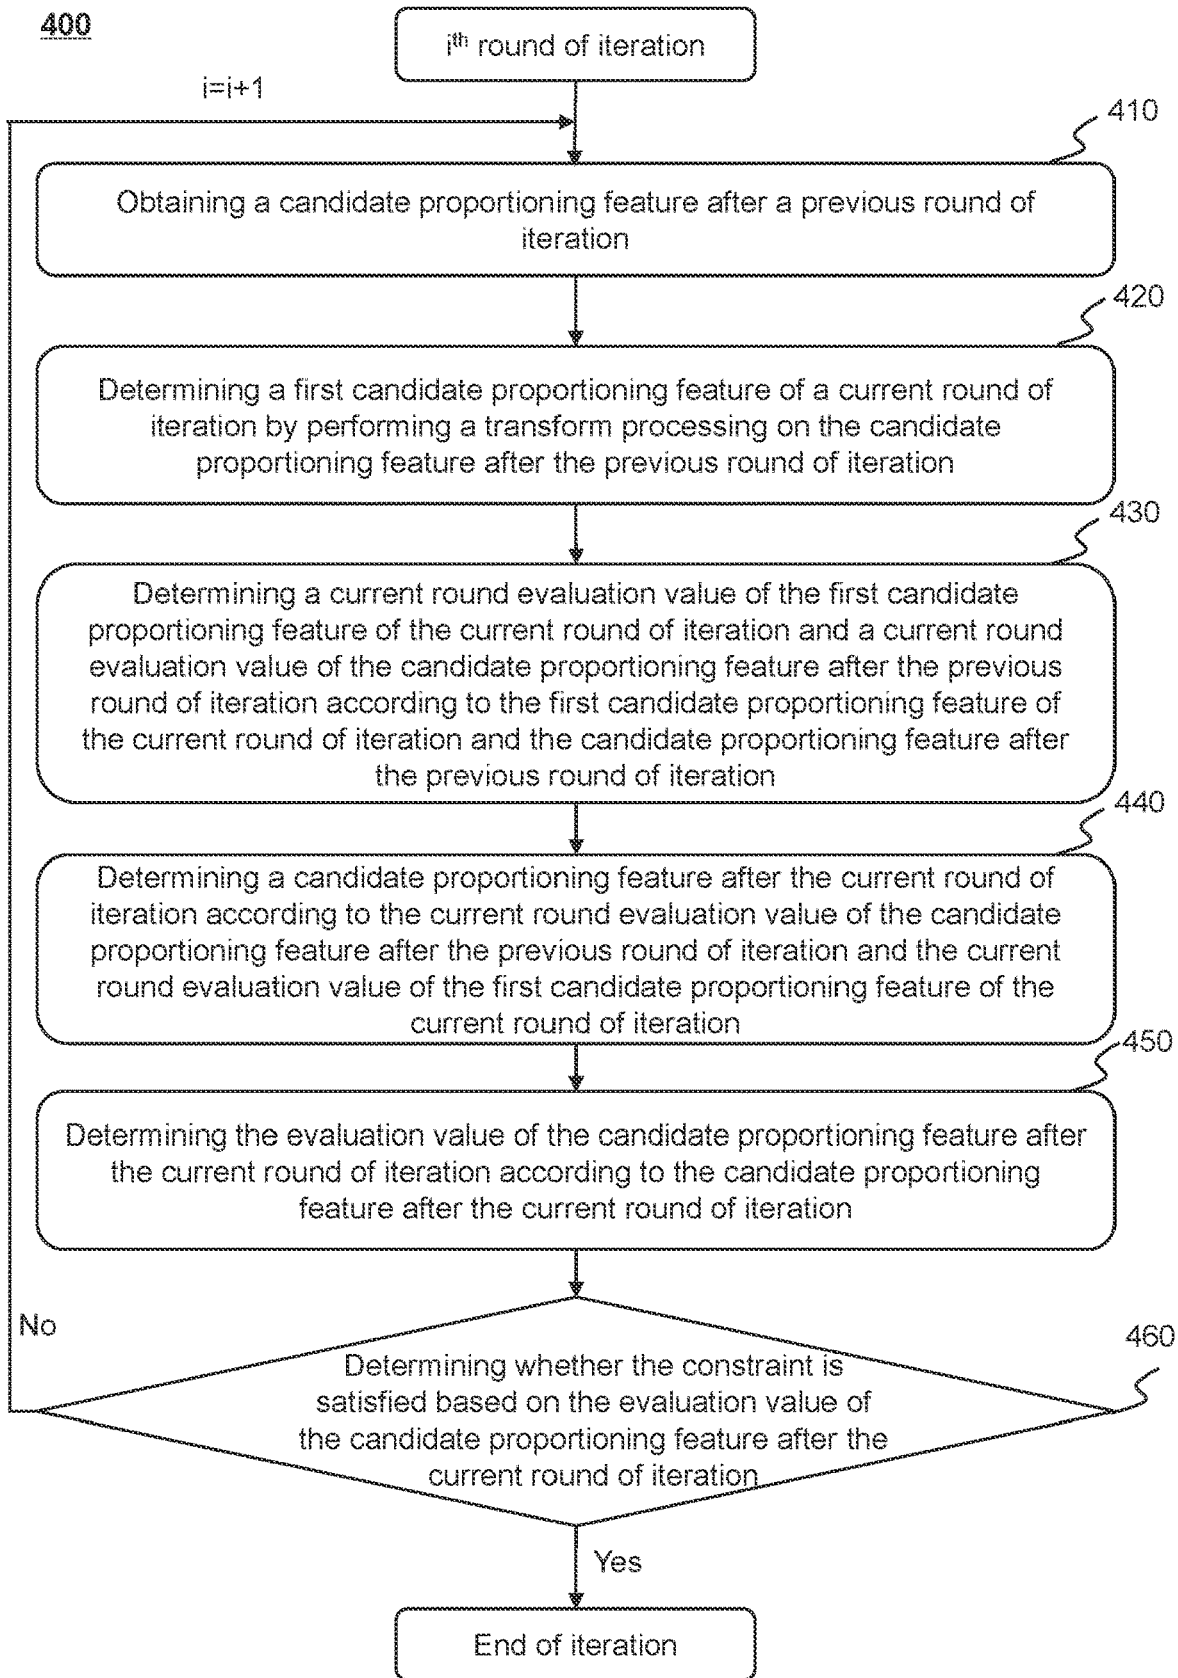 400
iᵗʰ round of iteration
i=i+1
410
Obtaining a candidate proportioning feature after a previous round of
iteration
420
Determining a first candidate proportioning feature of a current round of
iteration by performing a transform processing on the candidate
proportioning feature after the previous round of iteration
430
Determining a current round evaluation value of the first candidate
proportioning feature of the current round of iteration and a current round
evaluation value of the candidate proportioning feature after the previous
round of iteration according to the first candidate proportioning feature of
the current round of iteration and the candidate proportioning feature after
the previous round of iteration
440
Determining a candidate proportioning feature after the current round of
iteration according to the current round evaluation value of the candidate
proportioning feature after the previous round of iteration and the current
round evaluation value of the first candidate proportioning feature of the
current round of iteration
450
Determining the evaluation value of the candidate proportioning feature after
the current round of iteration according to the candidate proportioning
feature after the current round of iteration
No
460
Determining whether the constraint is
satisfied based on the evaluation value of
the candidate proportioning feature after the
current round of iteration
Yes
End of iteration